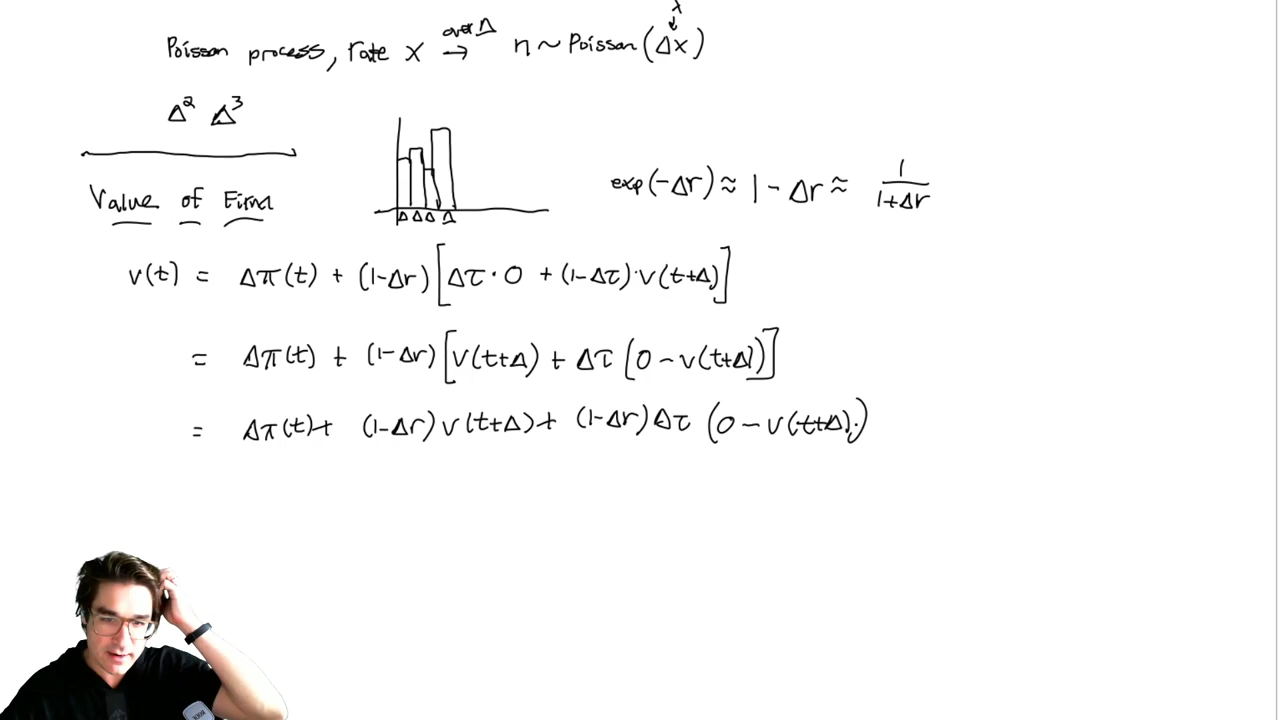 λ
Poisson process, rate x →(over Δ) n ~ Poisson(Δx)
Δ² Δ³
Value of Firm
Δ Δ Δ Δ
exp(-Δr) ≈ 1 - Δr ≈ 1/(1+Δr)
v(t) = Δπ(t) + (1-Δr)[Δτ·0 + (1-Δτ)·v(t+Δ)]
= Δπ(t) + (1-Δr)[v(t+Δ) + Δτ(0-v(t+Δ))]
= Δπ(t) + (1-Δr)v(t+Δ) + (1-Δr)Δτ(0-v(t+Δ))